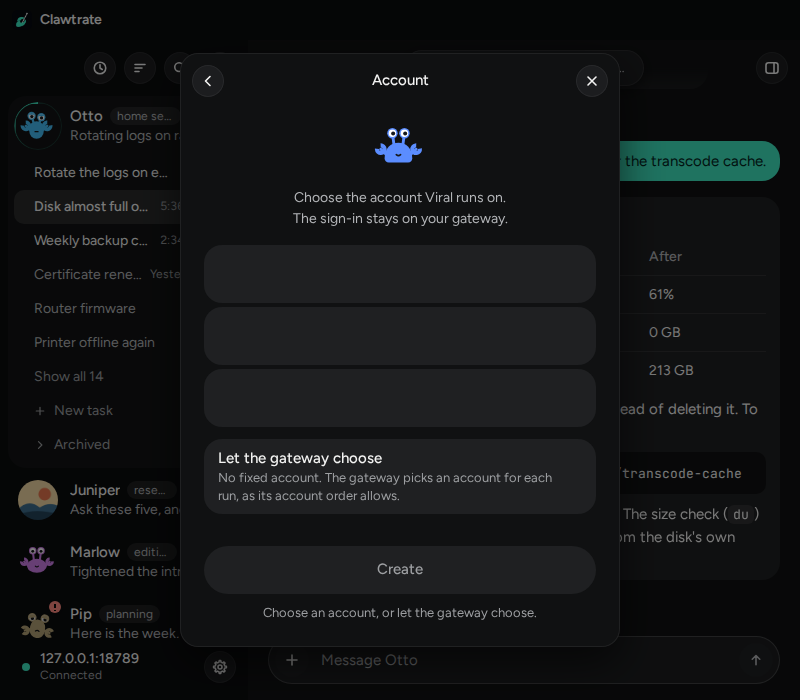 Clawtrate
Account
Otto
home se...
Rotating logs on
Rotate the logs on e...
Disk almost full o...
5:36
Weekly backup c...
2:34
Certificate rene...
Yeste
Router firmware
Printer offline again
Show all 14
+ New task
> Archived
Juniper
rese...
Ask these five, an
Marlow
editi...
Tightened the intr
Pip
planning
Here is the week.
127.0.0.1:18789
Connected
Choose the account Viral runs on.
The sign-in stays on your gateway.
Let the gateway choose
No fixed account. The gateway picks an account for each
run, as its account order allows.
Create
Choose an account, or let the gateway choose.
the transcode cache.
After
61%
0 GB
213 GB
ead of deleting it. To
/transcode-cache
The size check ( du )
om the disk's own
Message Otto